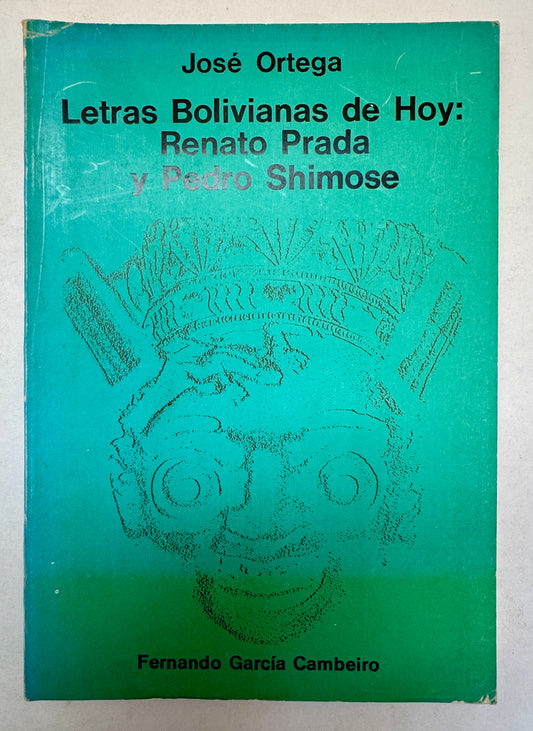 José Ortega
Letras Bolivianas de Hoy:
Renato Prada
y Pedro Shimose
Fernando García Cambeiro